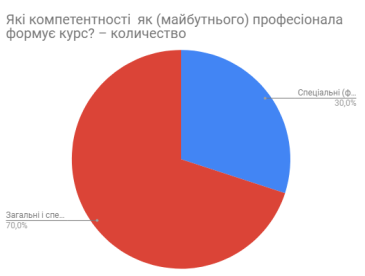 Які компетентності як (майбутнього) професіонала
формує курс? – количество
Спеціальні (ф…
30,0%
Загальні і спе…
70,0%